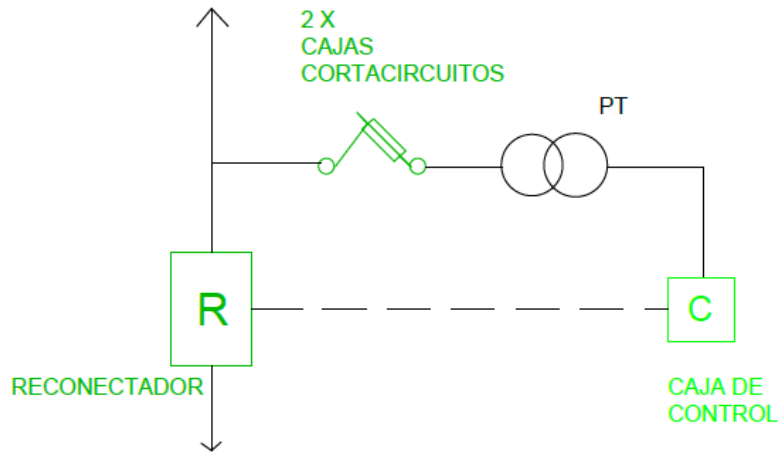 2 X
CAJAS
CORTACIRCUITOS
PT
R
C
RECONECTADOR
CAJA DE
CONTROL